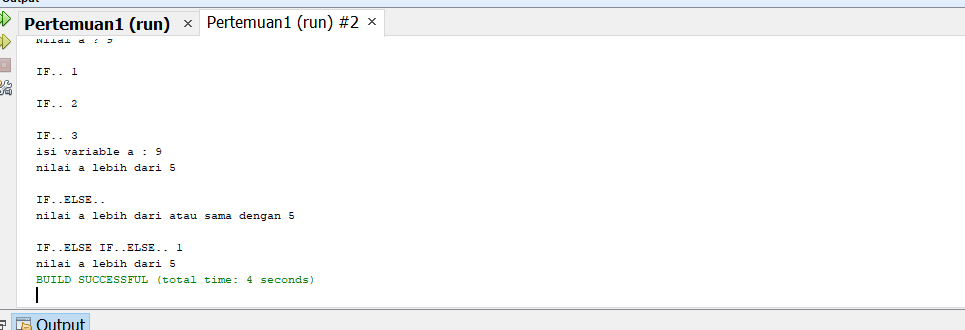 Output
Pertemuan1 (run) × Pertemuan1 (run) #2 ×
Nilai a ? 9
IF.. 1
IF.. 2
IF.. 3
isi variable a : 9
nilai a lebih dari 5
IF..ELSE..
nilai a lebih dari atau sama dengan 5
IF..ELSE IF..ELSE.. 1
nilai a lebih dari 5
BUILD SUCCESSFUL (total time: 4 seconds)
Output